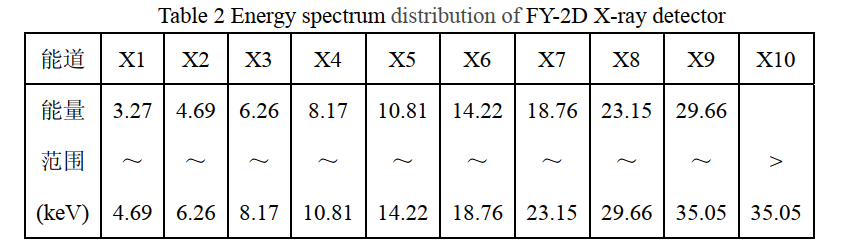 Table 2 Energy spectrum distribution of FY-2D X-ray detector
能道 X1 X2 X3 X4 X5 X6 X7 X8 X9 X10
能量 3.27 4.69 6.26 8.17 10.81 14.22 18.76 23.15 29.66
范围 ～ ～ ～ ～ ～ ～ ～ ～ ～ >
(keV) 4.69 6.26 8.17 10.81 14.22 18.76 23.15 29.66 35.05 35.05